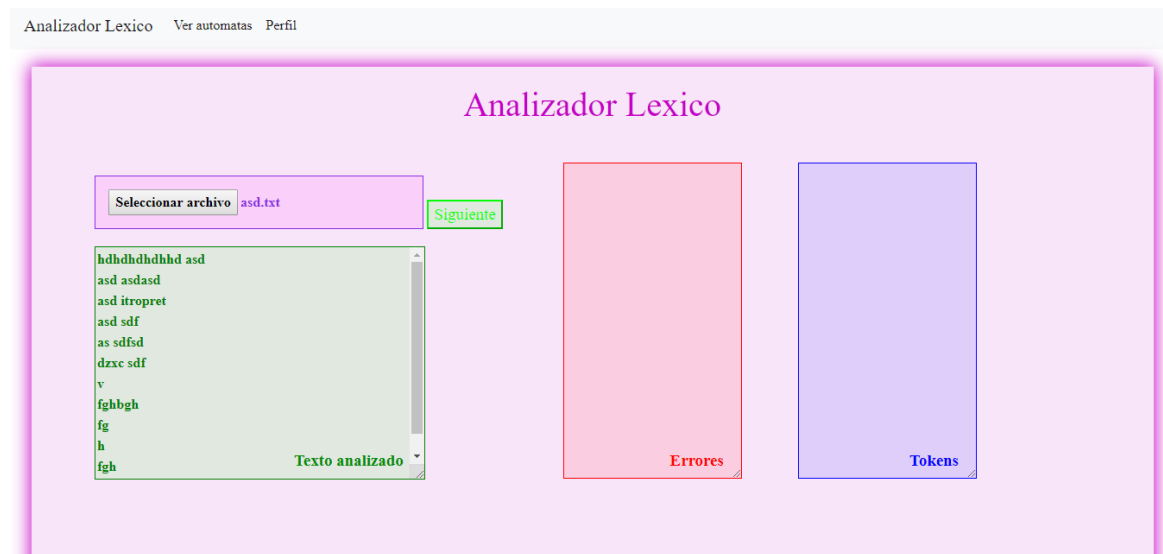 Analizador Lexico Ver automatas Perfil
Analizador Lexico
Seleccionar archivo asd.txt
Siguiente
hdhdhdhdhhd asd
asd asdasd
asd itropret
asd sdf
as sdfsd
dzxc sdf
v
fghbgh
fg
h
fgh
Texto analizado
Errores
Tokens